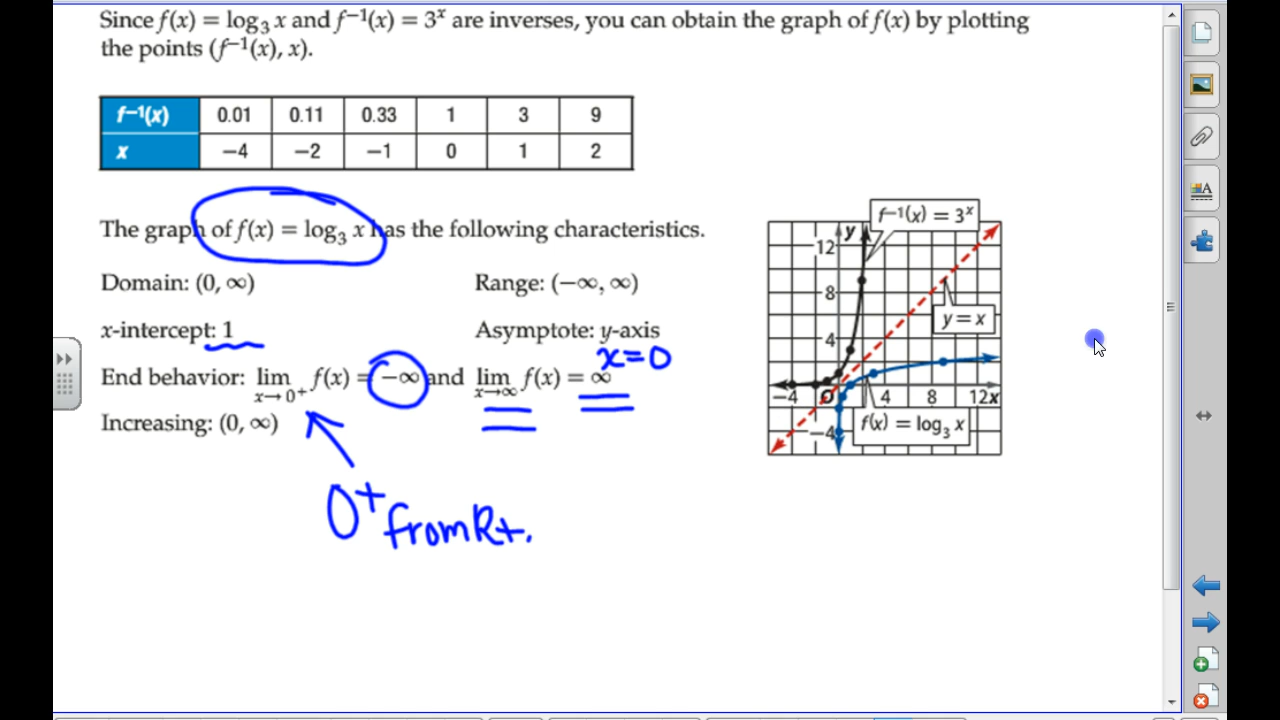 Since f(x) = log₃ x and f⁻¹(x) = 3ˣ are inverses, you can obtain the graph of f(x) by plotting
the points (f⁻¹(x), x).
f⁻¹(x) 0.01 0.11 0.33 1 3 9
x −4 −2 −1 0 1 2
The graph of f(x) = log₃ x has the following characteristics.
Domain: (0, ∞) Range: (−∞, ∞)
x-intercept: 1 Asymptote: y-axis
x=0
End behavior: lim x→0⁺ f(x) = −∞ and lim x→∞ f(x) = ∞
Increasing: (0, ∞)
0⁺ from Rt.
f⁻¹(x) = 3ˣ
12 y
8
y = x
4
−4 O 4 8 12x
−4 f(x) = log₃ x